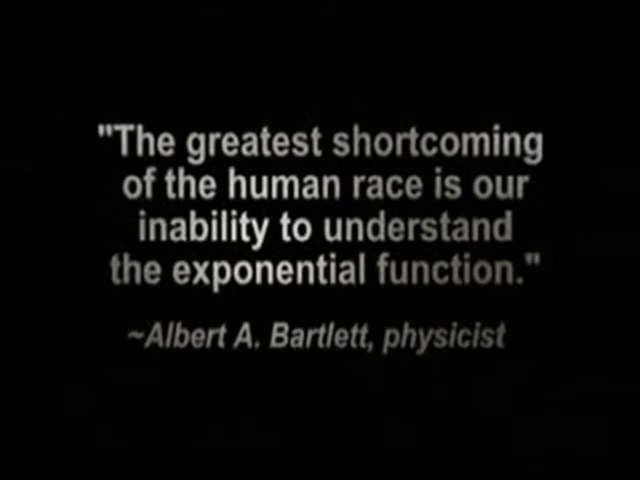 "The greatest shortcoming
of the human race is our
inability to understand
the exponential function."
~Albert A. Bartlett, physicist